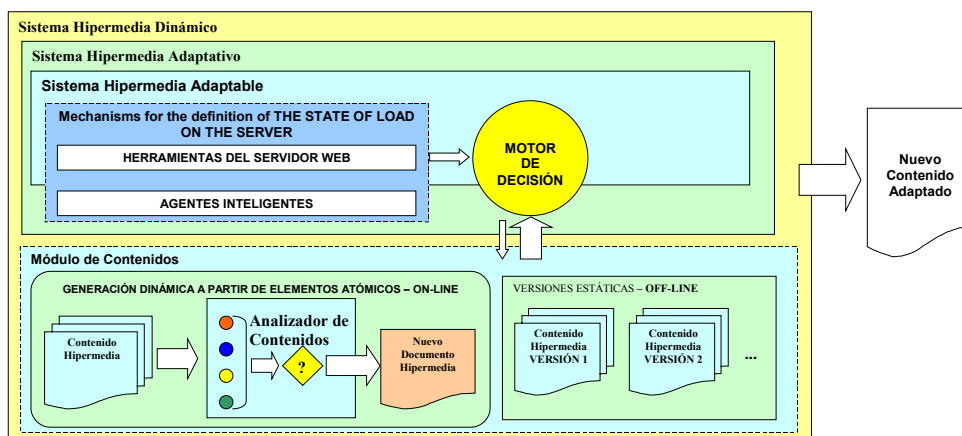 Sistema Hipermedia Dinámico
Sistema Hipermedia Adaptativo
Sistema Hipermedia Adaptable
Mechanisms for the definition of THE STATE OF LOAD
ON THE SERVER
HERRAMIENTAS DEL SERVIDOR WEB
AGENTES INTELIGENTES
MOTOR
DE
DECISIÓN
Nuevo
Contenido
Adaptado
Módulo de Contenidos
GENERACIÓN DINÁMICA A PARTIR DE ELEMENTOS ATÓMICOS – ON-LINE
Contenido
Hipermedia
Analizador de
Contenidos
?
Nuevo
Documento
Hipermedia
VERSIONES ESTÁTICAS – OFF-LINE
Contenido
Hipermedia
VERSIÓN 1
Contenido
Hipermedia
VERSIÓN 2
...